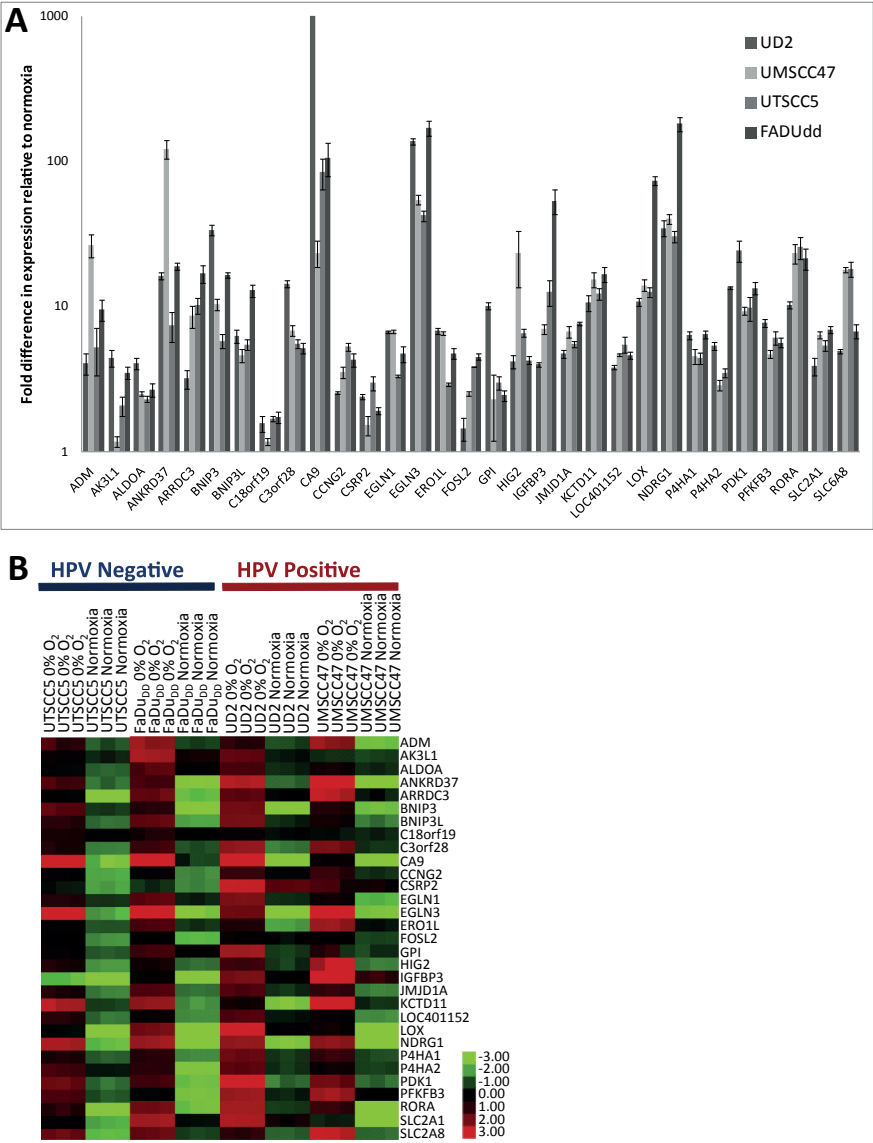 A
Fold difference in expression relative to normoxia
1000
100
10
1
UD2
UMSCC47
UTSCC5
FADUdd
ADM
AK3L1
ALDOA
ANKRD37
ARRDC3
BNIP3
BNIP3L
C18orf19
C3orf28
CA9
CCNG2
CSRP2
EGLN1
EGLN3
ERO1L
FOSL2
GPI
HIG2
IGFBP3
JMJD1A
KCTD11
LOC401152
LOX
NDRG1
P4HA1
P4HA2
PDK1
PFKFB3
RORA
SLC2A1
SLC6A8
B
HPV Negative
HPV Positive
UTSCC5 0% O2
UTSCC5 0% O2
UTSCC5 0% O2
UTSCC5 Normoxia
UTSCC5 Normoxia
UTSCC5 Normoxia
FaDuDD 0% O2
FaDuDD 0% O2
FaDuDD 0% O2
FaDuDD Normoxia
FaDuDD Normoxia
FaDuDD Normoxia
UD2 0% O2
UD2 0% O2
UD2 0% O2
UD2 Normoxia
UD2 Normoxia
UD2 Normoxia
UMSCC47 0% O2
UMSCC47 0% O2
UMSCC47 0% O2
UMSCC47 Normoxia
UMSCC47 Normoxia
UMSCC47 Normoxia
ADM
AK3L1
ALDOA
ANKRD37
ARRDC3
BNIP3
BNIP3L
C18orf19
C3orf28
CA9
CCNG2
CSRP2
EGLN1
EGLN3
ERO1L
FOSL2
GPI
HIG2
IGFBP3
JMJD1A
KCTD11
LOC401152
LOX
NDRG1
P4HA1
P4HA2
PDK1
PFKFB3
RORA
SLC2A1
SLC2A8
-3.00
-2.00
-1.00
0.00
1.00
2.00
3.00